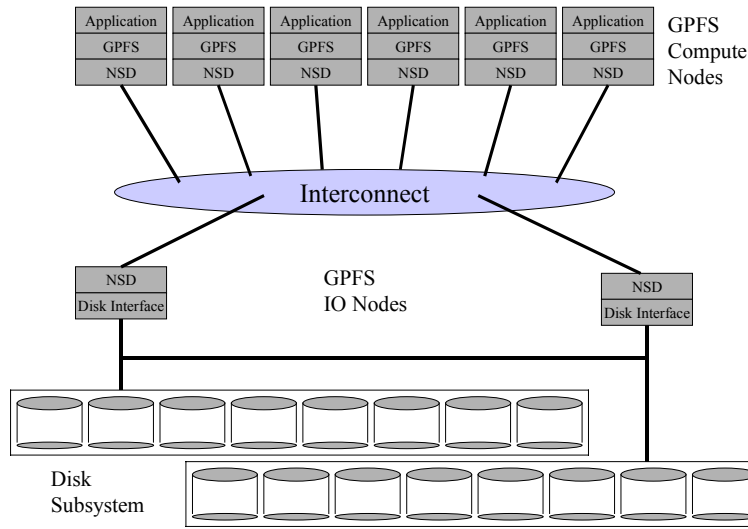 Application Application Application Application Application Application
GPFS GPFS GPFS GPFS GPFS GPFS
NSD NSD NSD NSD NSD NSD
GPFS
Compute
Nodes
Interconnect
NSD
Disk Interface
GPFS
IO Nodes
NSD
Disk Interface
Disk
Subsystem